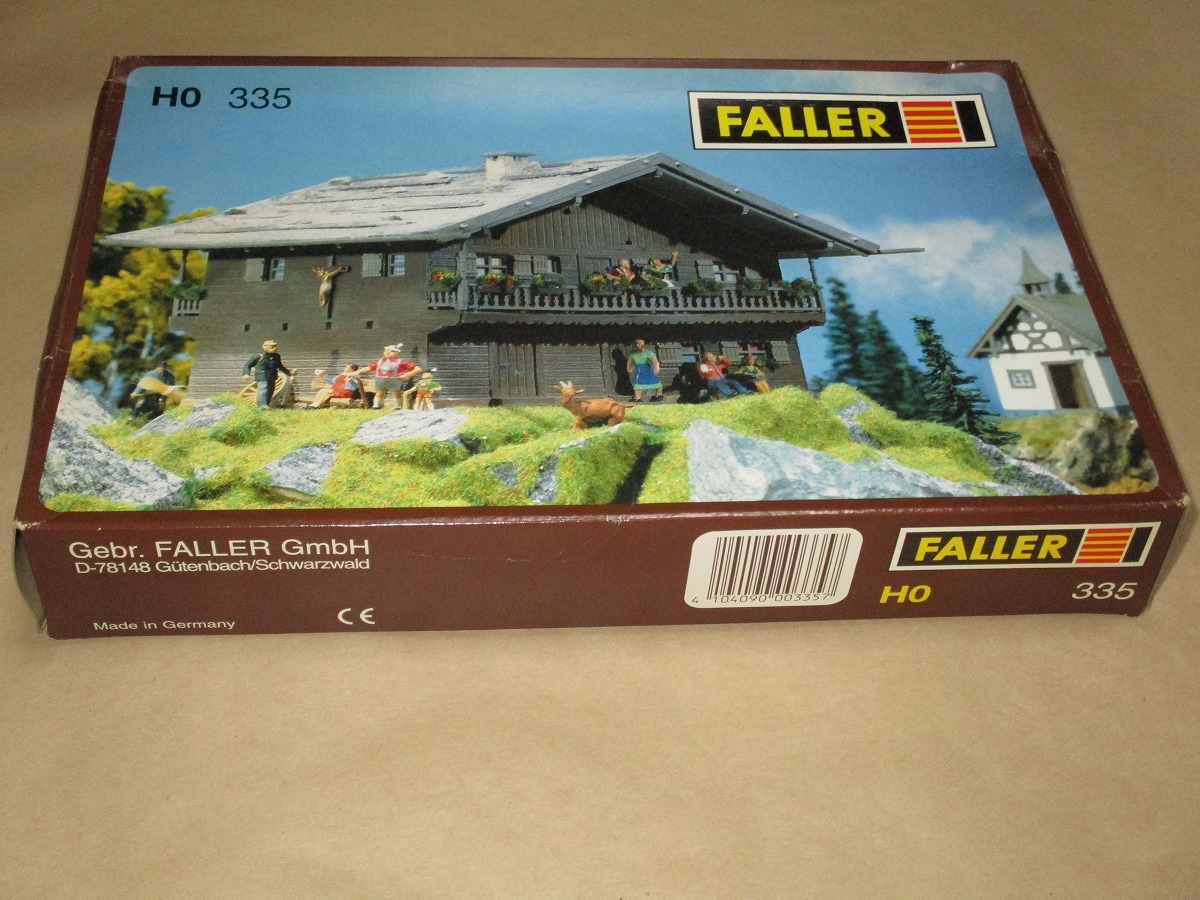 H0 335
FALLER
Gebr. FALLER GmbH
D-78148 Gütenbach/Schwarzwald
Made in Germany
CE
4 104090 003357
FALLER
H0 335